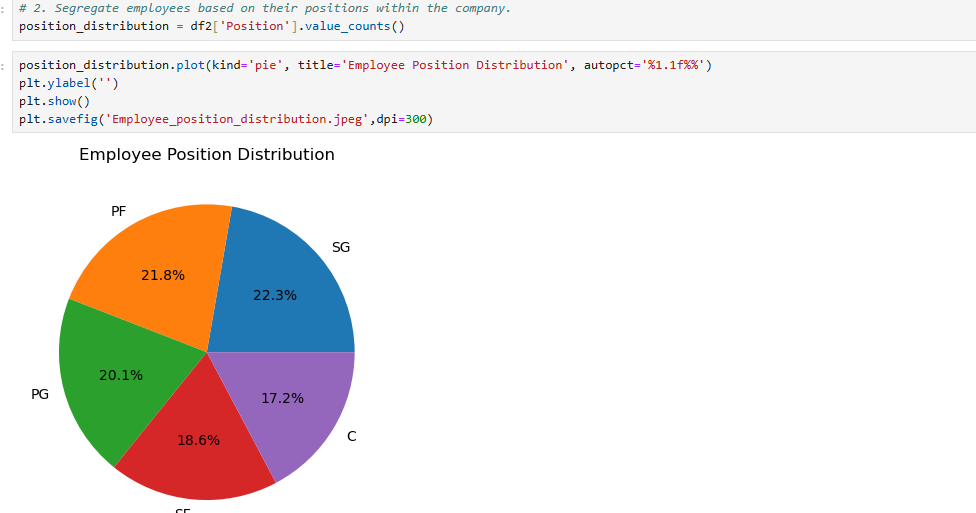 # 2. Segregate employees based on their positions within the company.
position_distribution = df2['Position'].value_counts()
position_distribution.plot(kind='pie', title='Employee Position Distribution', autopct='%1.1f%%')
plt.ylabel('')
plt.show()
plt.savefig('Employee_position_distribution.jpeg',dpi=300)
Employee Position Distribution
PF
SG
21.8%
22.3%
20.1%
PG
17.2%
C
18.6%